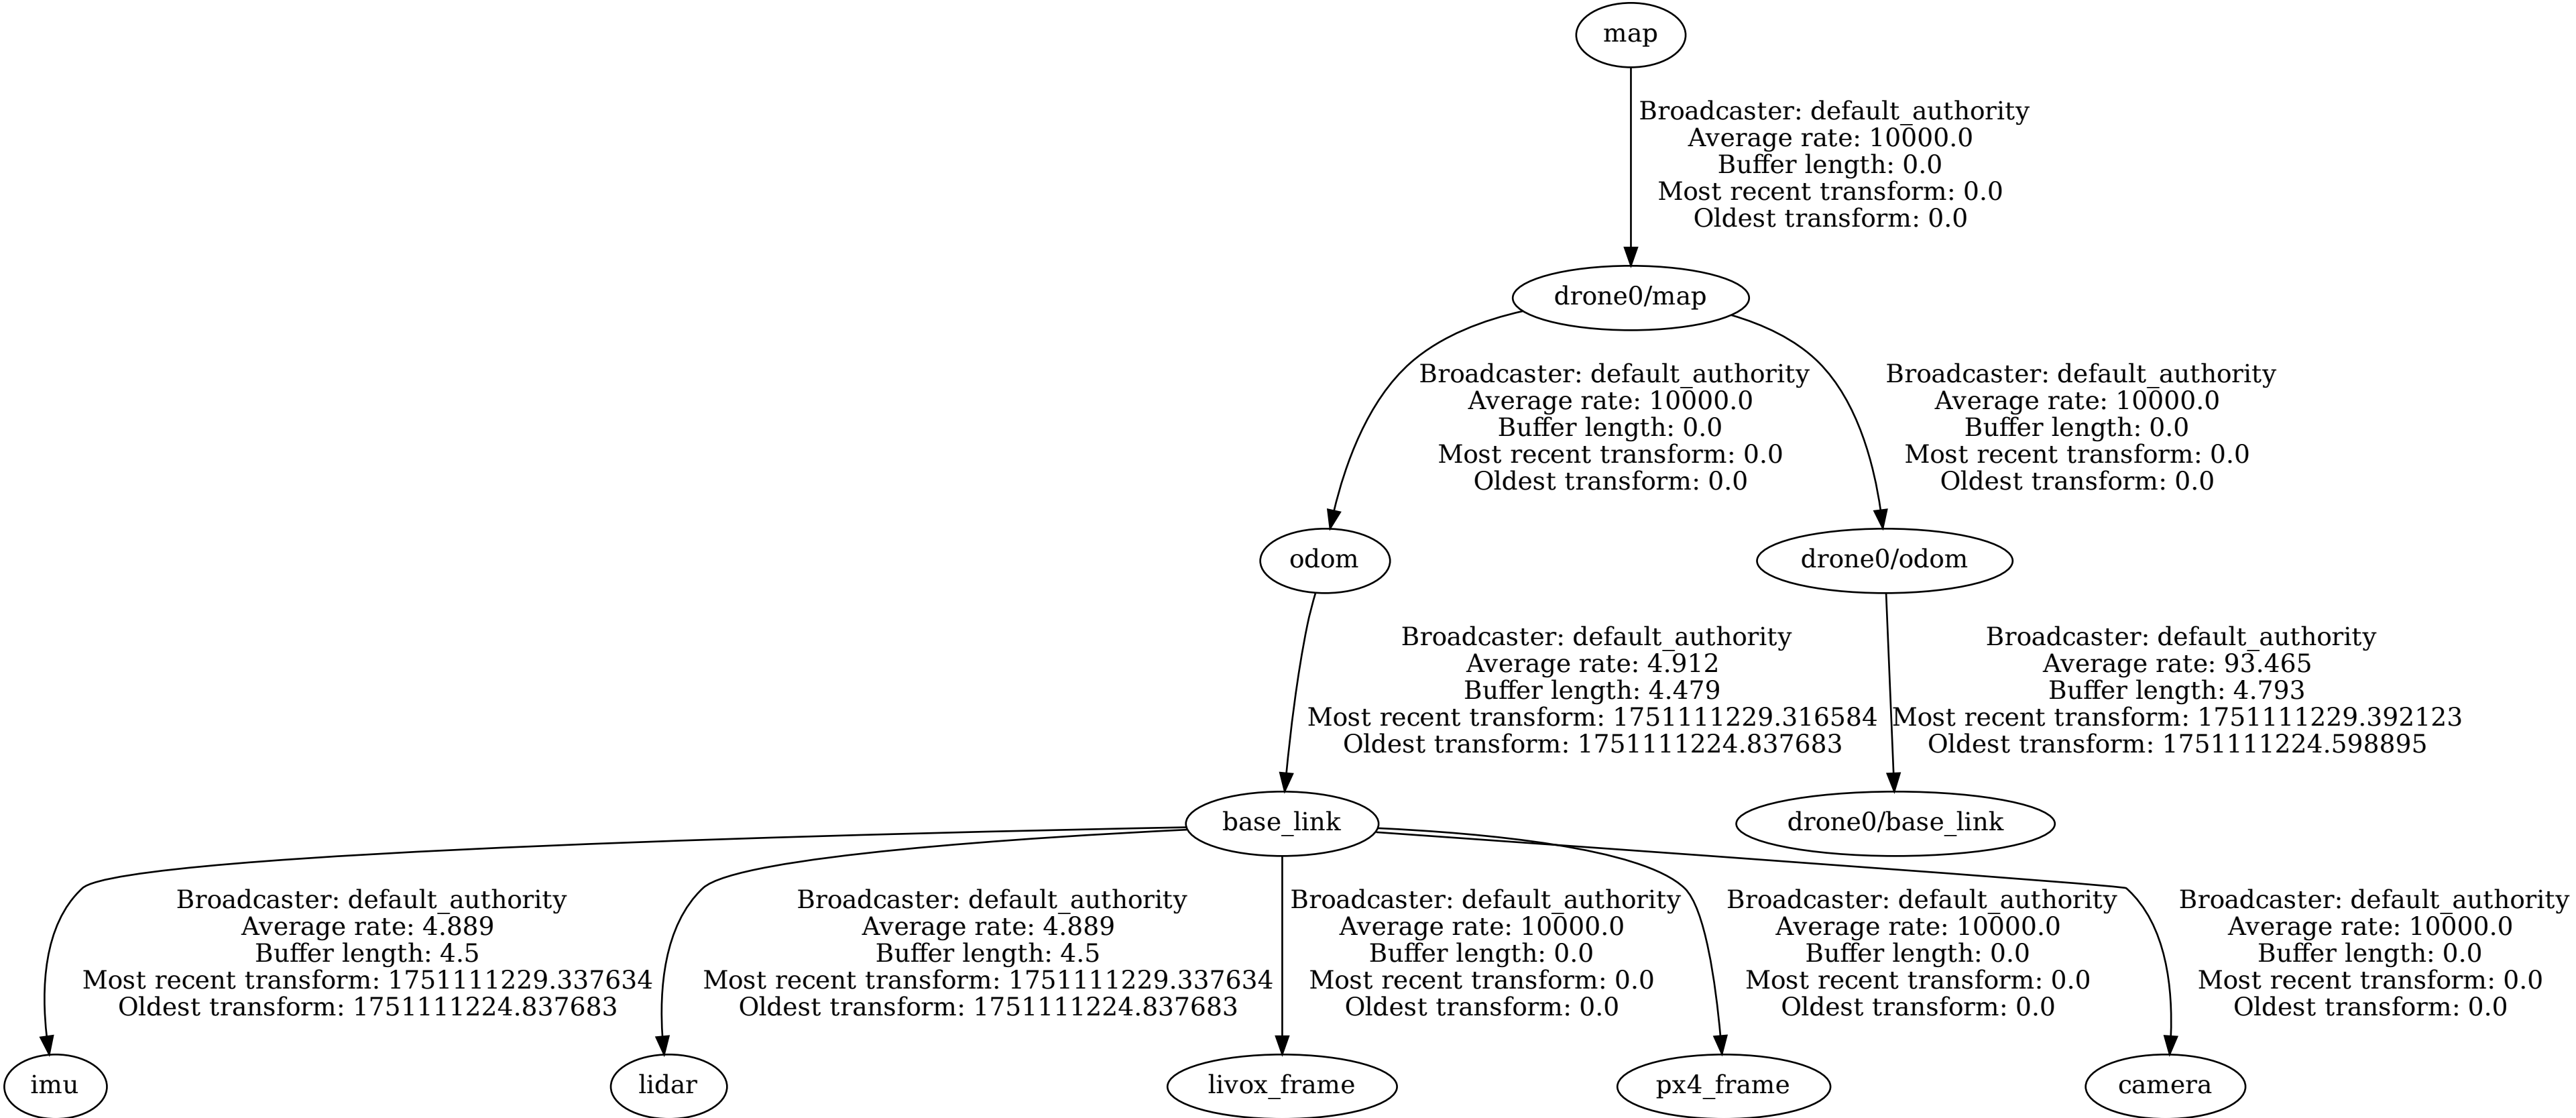 map
Broadcaster: default_authority
Average rate: 10000.0
Buffer length: 0.0
Most recent transform: 0.0
Oldest transform: 0.0
drone0/map
Broadcaster: default_authority
Average rate: 10000.0
Buffer length: 0.0
Most recent transform: 0.0
Oldest transform: 0.0
Broadcaster: default_authority
Average rate: 10000.0
Buffer length: 0.0
Most recent transform: 0.0
Oldest transform: 0.0
odom
drone0/odom
Broadcaster: default_authority
Average rate: 4.912
Buffer length: 4.479
Most recent transform: 1751111229.316584
Oldest transform: 1751111224.837683
Broadcaster: default_authority
Average rate: 93.465
Buffer length: 4.793
Most recent transform: 1751111229.392123
Oldest transform: 1751111224.598895
base_link
drone0/base_link
Broadcaster: default_authority
Average rate: 4.889
Buffer length: 4.5
Most recent transform: 1751111229.337634
Oldest transform: 1751111224.837683
Broadcaster: default_authority
Average rate: 4.889
Buffer length: 4.5
Most recent transform: 1751111229.337634
Oldest transform: 1751111224.837683
Broadcaster: default_authority
Average rate: 10000.0
Buffer length: 0.0
Most recent transform: 0.0
Oldest transform: 0.0
Broadcaster: default_authority
Average rate: 10000.0
Buffer length: 0.0
Most recent transform: 0.0
Oldest transform: 0.0
Broadcaster: default_authority
Average rate: 10000.0
Buffer length: 0.0
Most recent transform: 0.0
Oldest transform: 0.0
imu
lidar
livox_frame
px4_frame
camera